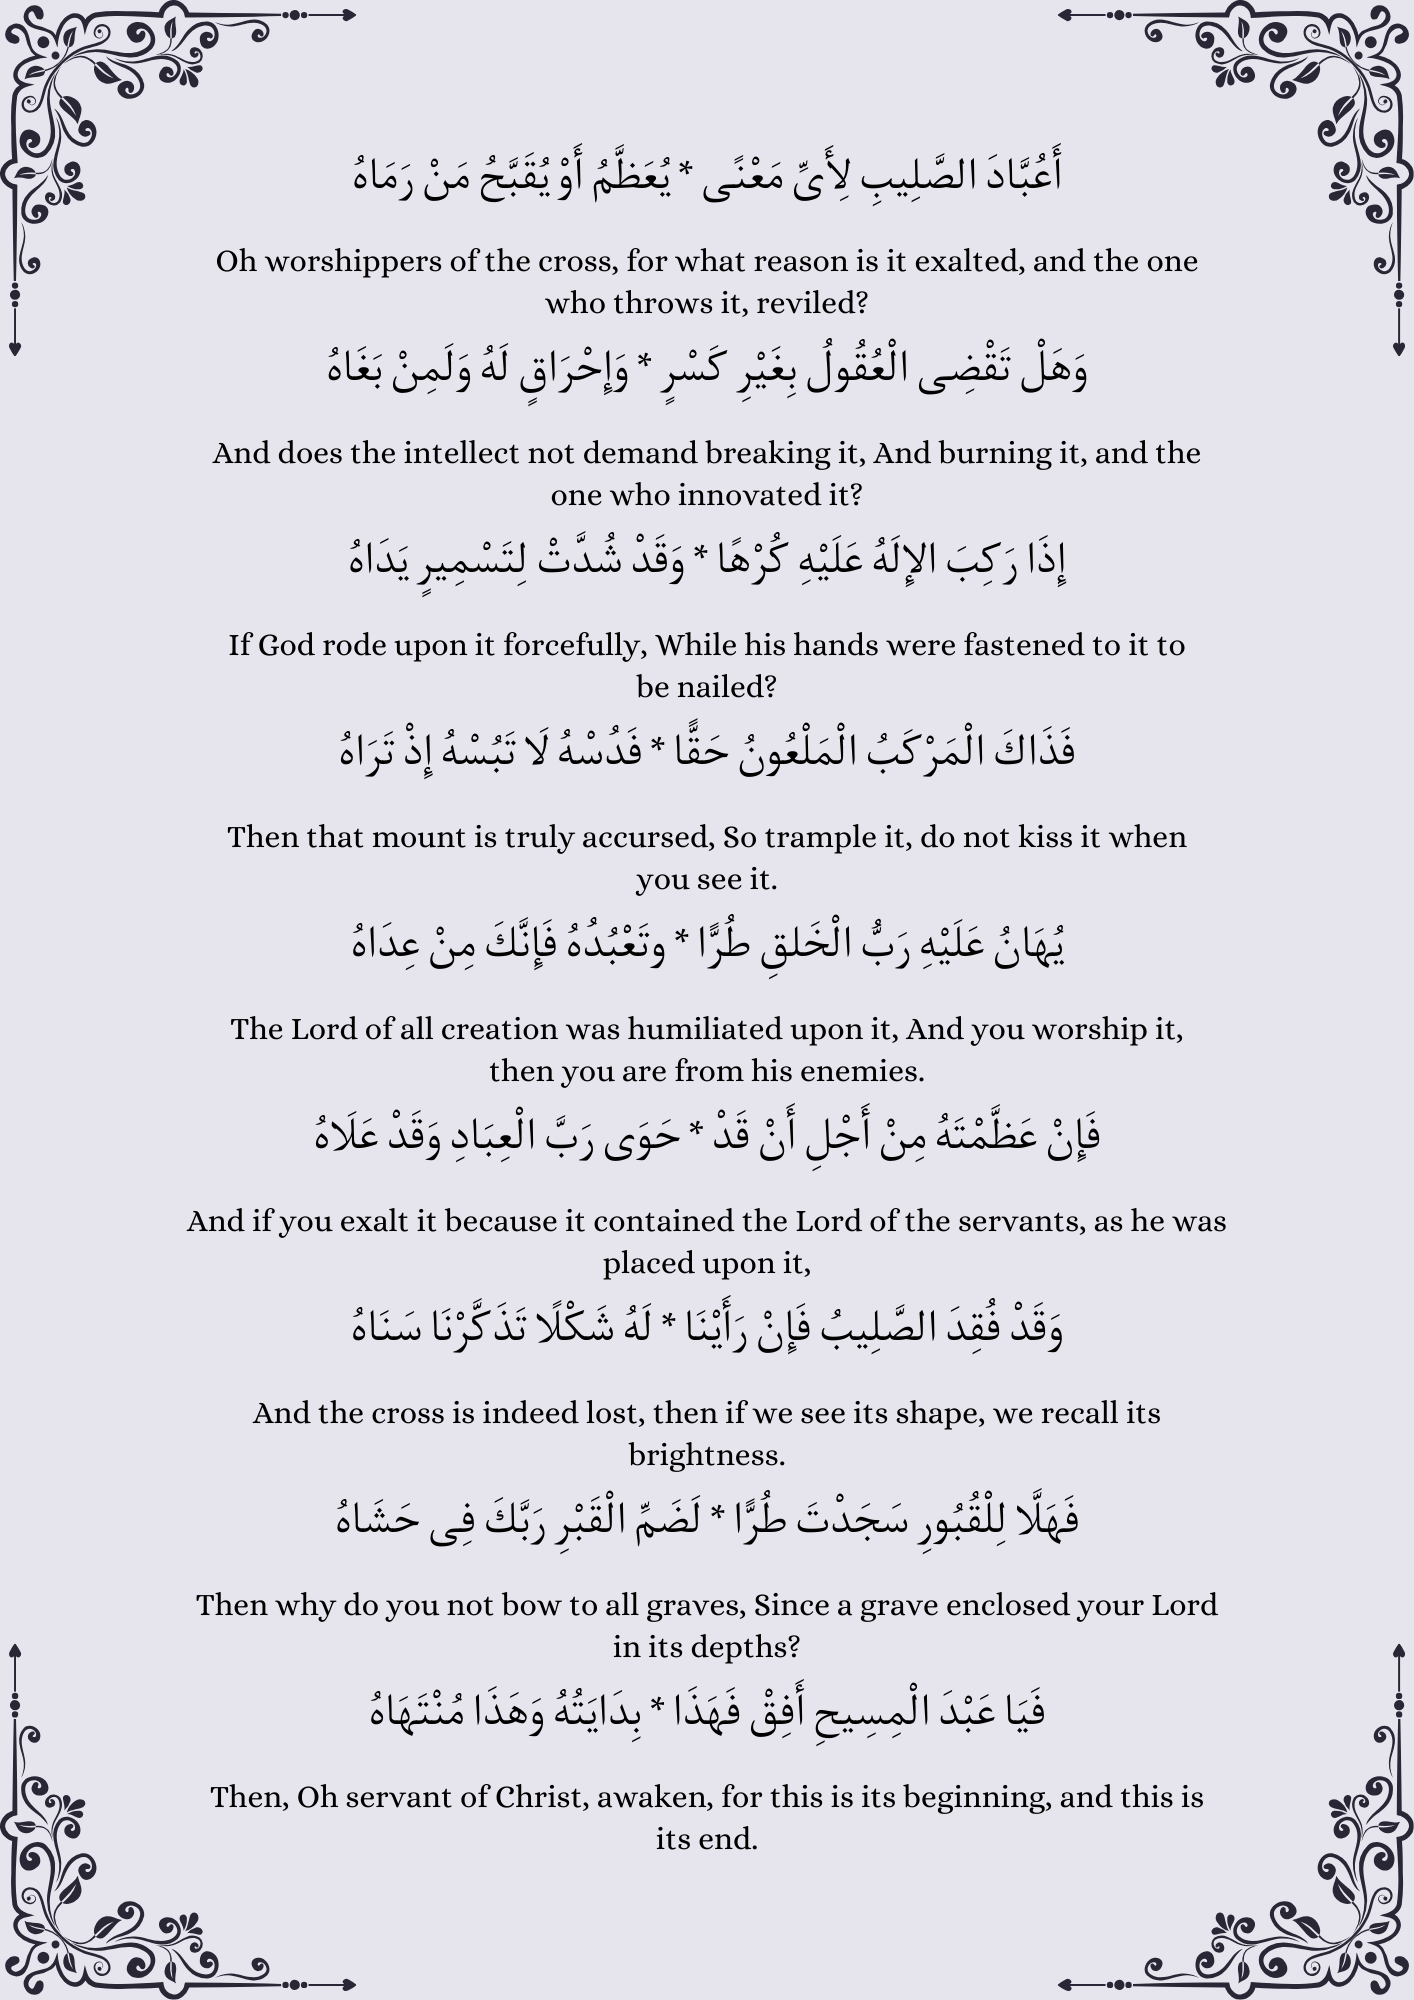 أَعُبَّادَ الصَّلِيبِ لِأَىِّ مَعْنًى * يُعَظَّمُ أَوْ يُقَبَّحُ مَنْ رَمَاهُ
Oh worshippers of the cross, for what reason is it exalted, and the one
who throws it, reviled?
وَهَلْ تَقْضِى الْعُقُولُ بِغَيْرِ كَسْرٍ * وَإِحْرَاقٍ لَهُ وَلَمِنْ بَغَاهُ
And does the intellect not demand breaking it, And burning it, and the
one who innovated it?
إِذَا رَكِبَ الإِلَهُ عَلَيْهِ كُرْهًا * وَقَدْ شُدَّتْ لِتَسْمِيرٍ يَدَاهُ
If God rode upon it forcefully, While his hands were fastened to it to
be nailed?
فَذَاكَ الْمَرْكَبُ الْمَلْعُونُ حَقًّا * فَدُسْهُ لَا تَبُسْهُ إِذْ تَرَاهُ
Then that mount is truly accursed, So trample it, do not kiss it when
you see it.
يُهَانُ عَلَيْهِ رَبُّ الْخَلقِ طُرًّا * وتَعْبُدُهُ فَإِنَّكَ مِنْ عِدَاهُ
The Lord of all creation was humiliated upon it, And you worship it,
then you are from his enemies.
فَإِنْ عَظَّمْتَهُ مِنْ أَجْلِ أَنْ قَدْ * حَوَى رَبَّ الْعِبَادِ وَقَدْ عَلَاهُ
And if you exalt it because it contained the Lord of the servants, as he was
placed upon it,
وَقَدْ فُقِدَ الصَّلِيبُ فَإِنْ رَأَيْنَا * لَهُ شَكْلًا تَذَكَّرْنَا سَنَاهُ
And the cross is indeed lost, then if we see its shape, we recall its
brightness.
فَهَلَّا لِلْقُبُورِ سَجَدْتَ طُرًّا * لَضَمِّ الْقَبْرِ رَبَّكَ فِى حَشَاهُ
Then why do you not bow to all graves, Since a grave enclosed your Lord
in its depths?
فَيَا عَبْدَ الْمِسِيحِ أَفِقْ فَهَذَا * بِدَايَتُهُ وَهَذَا مُنْتَهَاهُ
Then, Oh servant of Christ, awaken, for this is its beginning, and this is
its end.